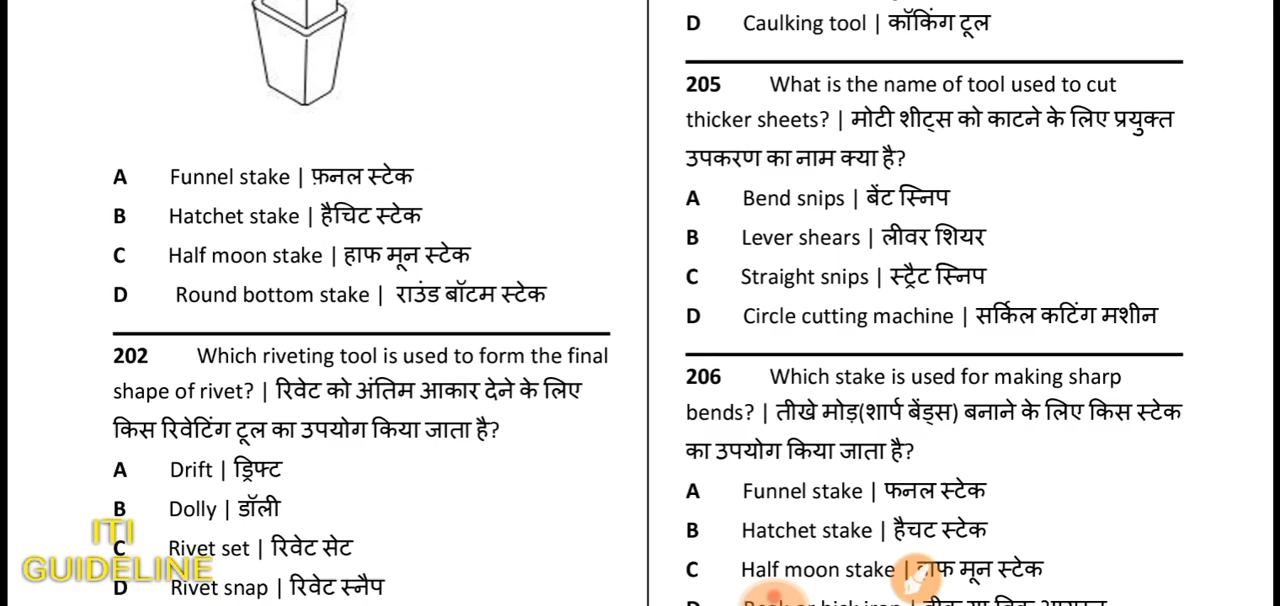 A Funnel stake | फ़नल स्टेक
B Hatchet stake | हैचिट स्टेक
C Half moon stake | हाफ मून स्टेक
D Round bottom stake | राउंड बॉटम स्टेक
202 Which riveting tool is used to form the final
shape of rivet? | रिवेट को अंतिम आकार देने के लिए
किस रिवेटिंग टूल का उपयोग किया जाता है?
A Drift | ड्रिफ्ट
B Dolly | डॉली
C Rivet set | रिवेट सेट
D Rivet snap | रिवेट स्नैप
ITI
GUIDELINE
D Caulking tool | कॉकिंग टूल
205 What is the name of tool used to cut
thicker sheets? | मोटी शीट्स को काटने के लिए प्रयुक्त
उपकरण का नाम क्या है?
A Bend snips | बेंट स्निप
B Lever shears | लीवर शियर
C Straight snips | स्ट्रैट स्निप
D Circle cutting machine | सर्किल कटिंग मशीन
206 Which stake is used for making sharp
bends? | तीखे मोड़(शार्प बेंड्स) बनाने के लिए किस स्टेक
का उपयोग किया जाता है?
A Funnel stake | फनल स्टेक
B Hatchet stake | हैचट स्टेक
C Half moon stake | हाफ मून स्टेक